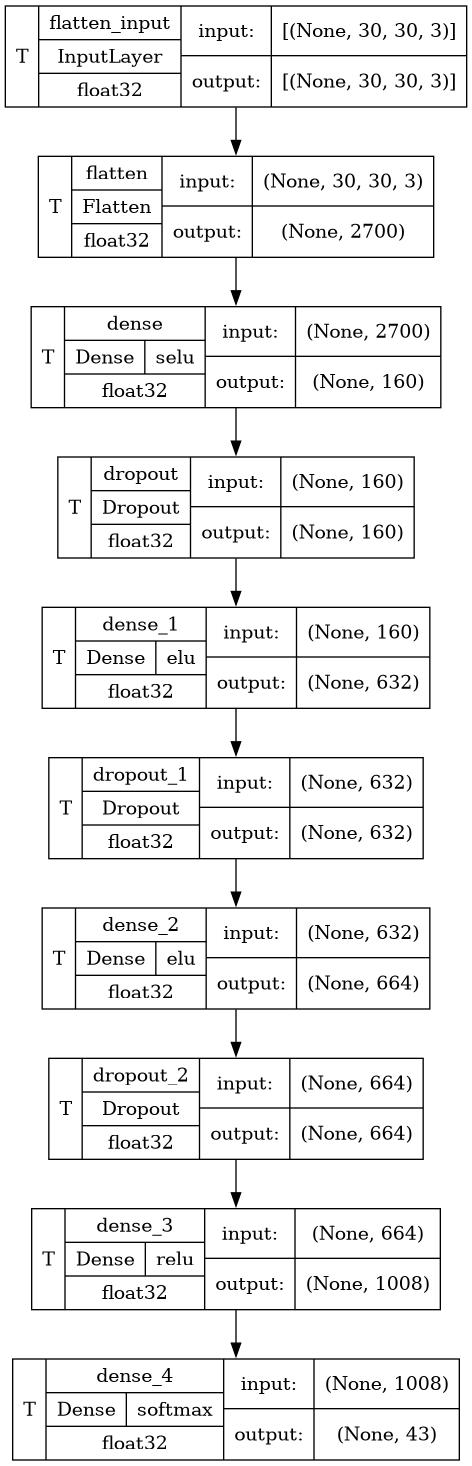 T flatten_input input: [(None, 30, 30, 3)]
InputLayer
float32 output: [(None, 30, 30, 3)]
T flatten input: (None, 30, 30, 3)
Flatten
float32 output: (None, 2700)
T dense input: (None, 2700)
Dense selu
float32 output: (None, 160)
T dropout input: (None, 160)
Dropout
float32 output: (None, 160)
T dense_1 input: (None, 160)
Dense elu
float32 output: (None, 632)
T dropout_1 input: (None, 632)
Dropout
float32 output: (None, 632)
T dense_2 input: (None, 632)
Dense elu
float32 output: (None, 664)
T dropout_2 input: (None, 664)
Dropout
float32 output: (None, 664)
T dense_3 input: (None, 664)
Dense relu
float32 output: (None, 1008)
T dense_4 input: (None, 1008)
Dense softmax
float32 output: (None, 43)